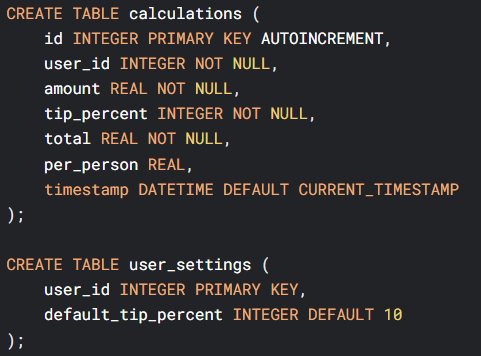 CREATE TABLE calculations (
    id INTEGER PRIMARY KEY AUTOINCREMENT,
    user_id INTEGER NOT NULL,
    amount REAL NOT NULL,
    tip_percent INTEGER NOT NULL,
    total REAL NOT NULL,
    per_person REAL,
    timestamp DATETIME DEFAULT CURRENT_TIMESTAMP
);

CREATE TABLE user_settings (
    user_id INTEGER PRIMARY KEY,
    default_tip_percent INTEGER DEFAULT 10
);